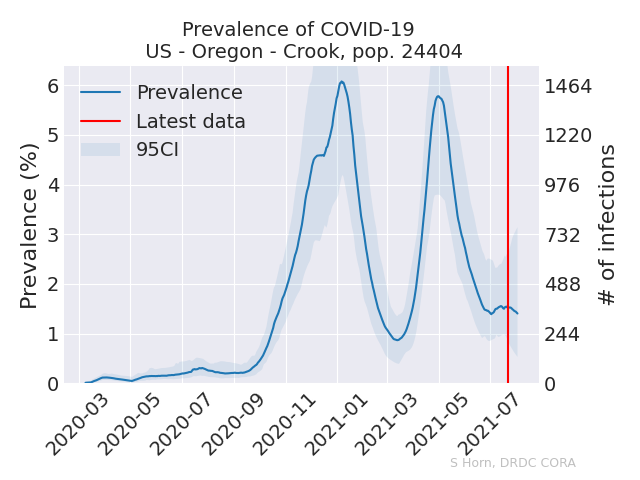 Prevalence of COVID-19
US - Oregon - Crook, pop. 24404
Prevalence
Latest data
95CI
Prevalence (%)
6
5
4
3
2
1
0
1464
1220
976
732
488
244
0
# of infections
2020-03
2020-05
2020-07
2020-09
2020-11
2021-01
2021-03
2021-05
2021-07
S Horn, DRDC CORA